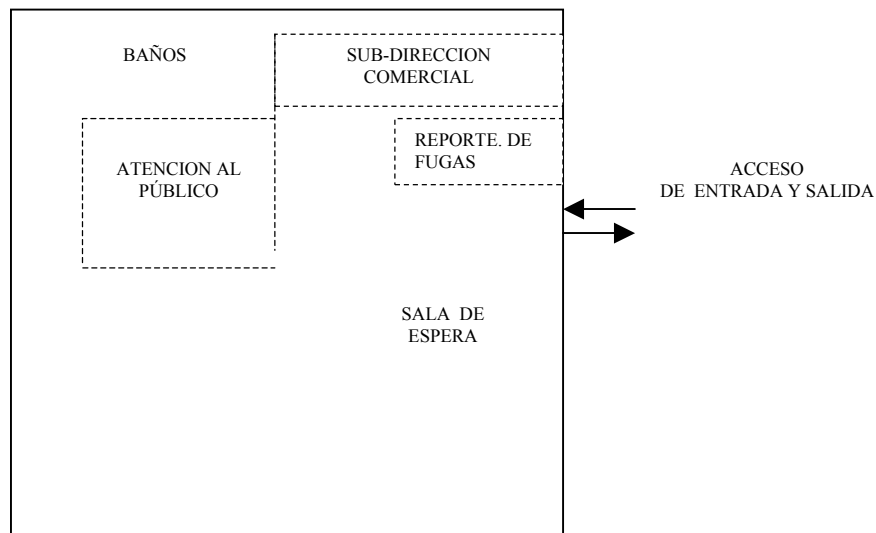 BAÑOS
SUB-DIRECCION
COMERCIAL
REPORTE. DE
FUGAS
ATENCION AL
PÚBLICO
ACCESO
DE ENTRADA Y SALIDA
SALA DE
ESPERA